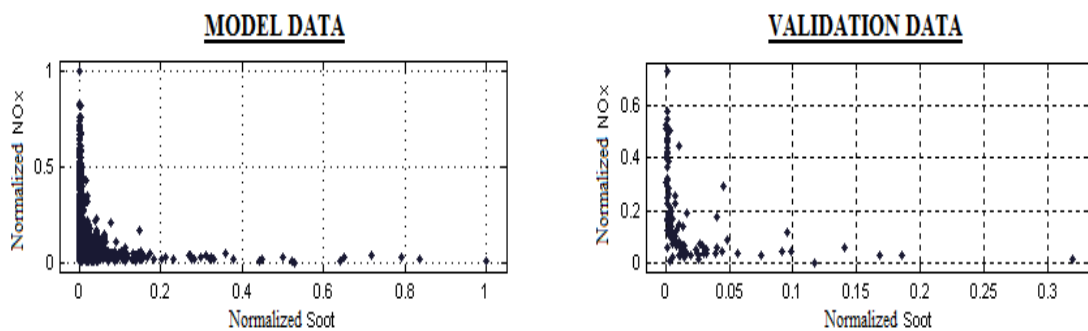 MODEL DATA
Normalized NOx
1
0.5
0
0 0.2 0.4 0.6 0.8 1
Normalized Soot
VALIDATION DATA
Normalized NOx
0.6
0.4
0.2
0
0 0.05 0.1 0.15 0.2 0.25 0.3
Normalized Soot